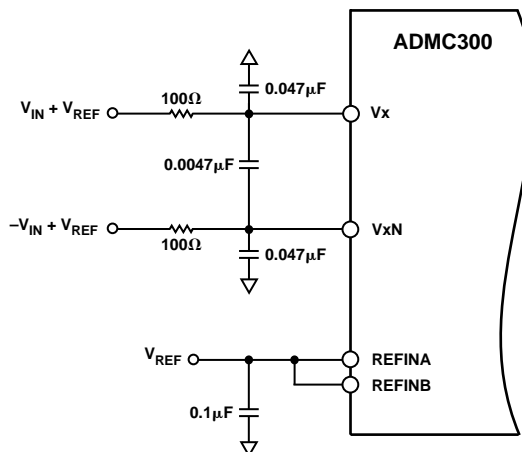 ADMC300
0.047μF
100Ω
V_IN + V_REF
Vx
0.0047μF
–V_IN + V_REF
VxN
100Ω
0.047μF
V_REF
REFINA
REFINB
0.1μF